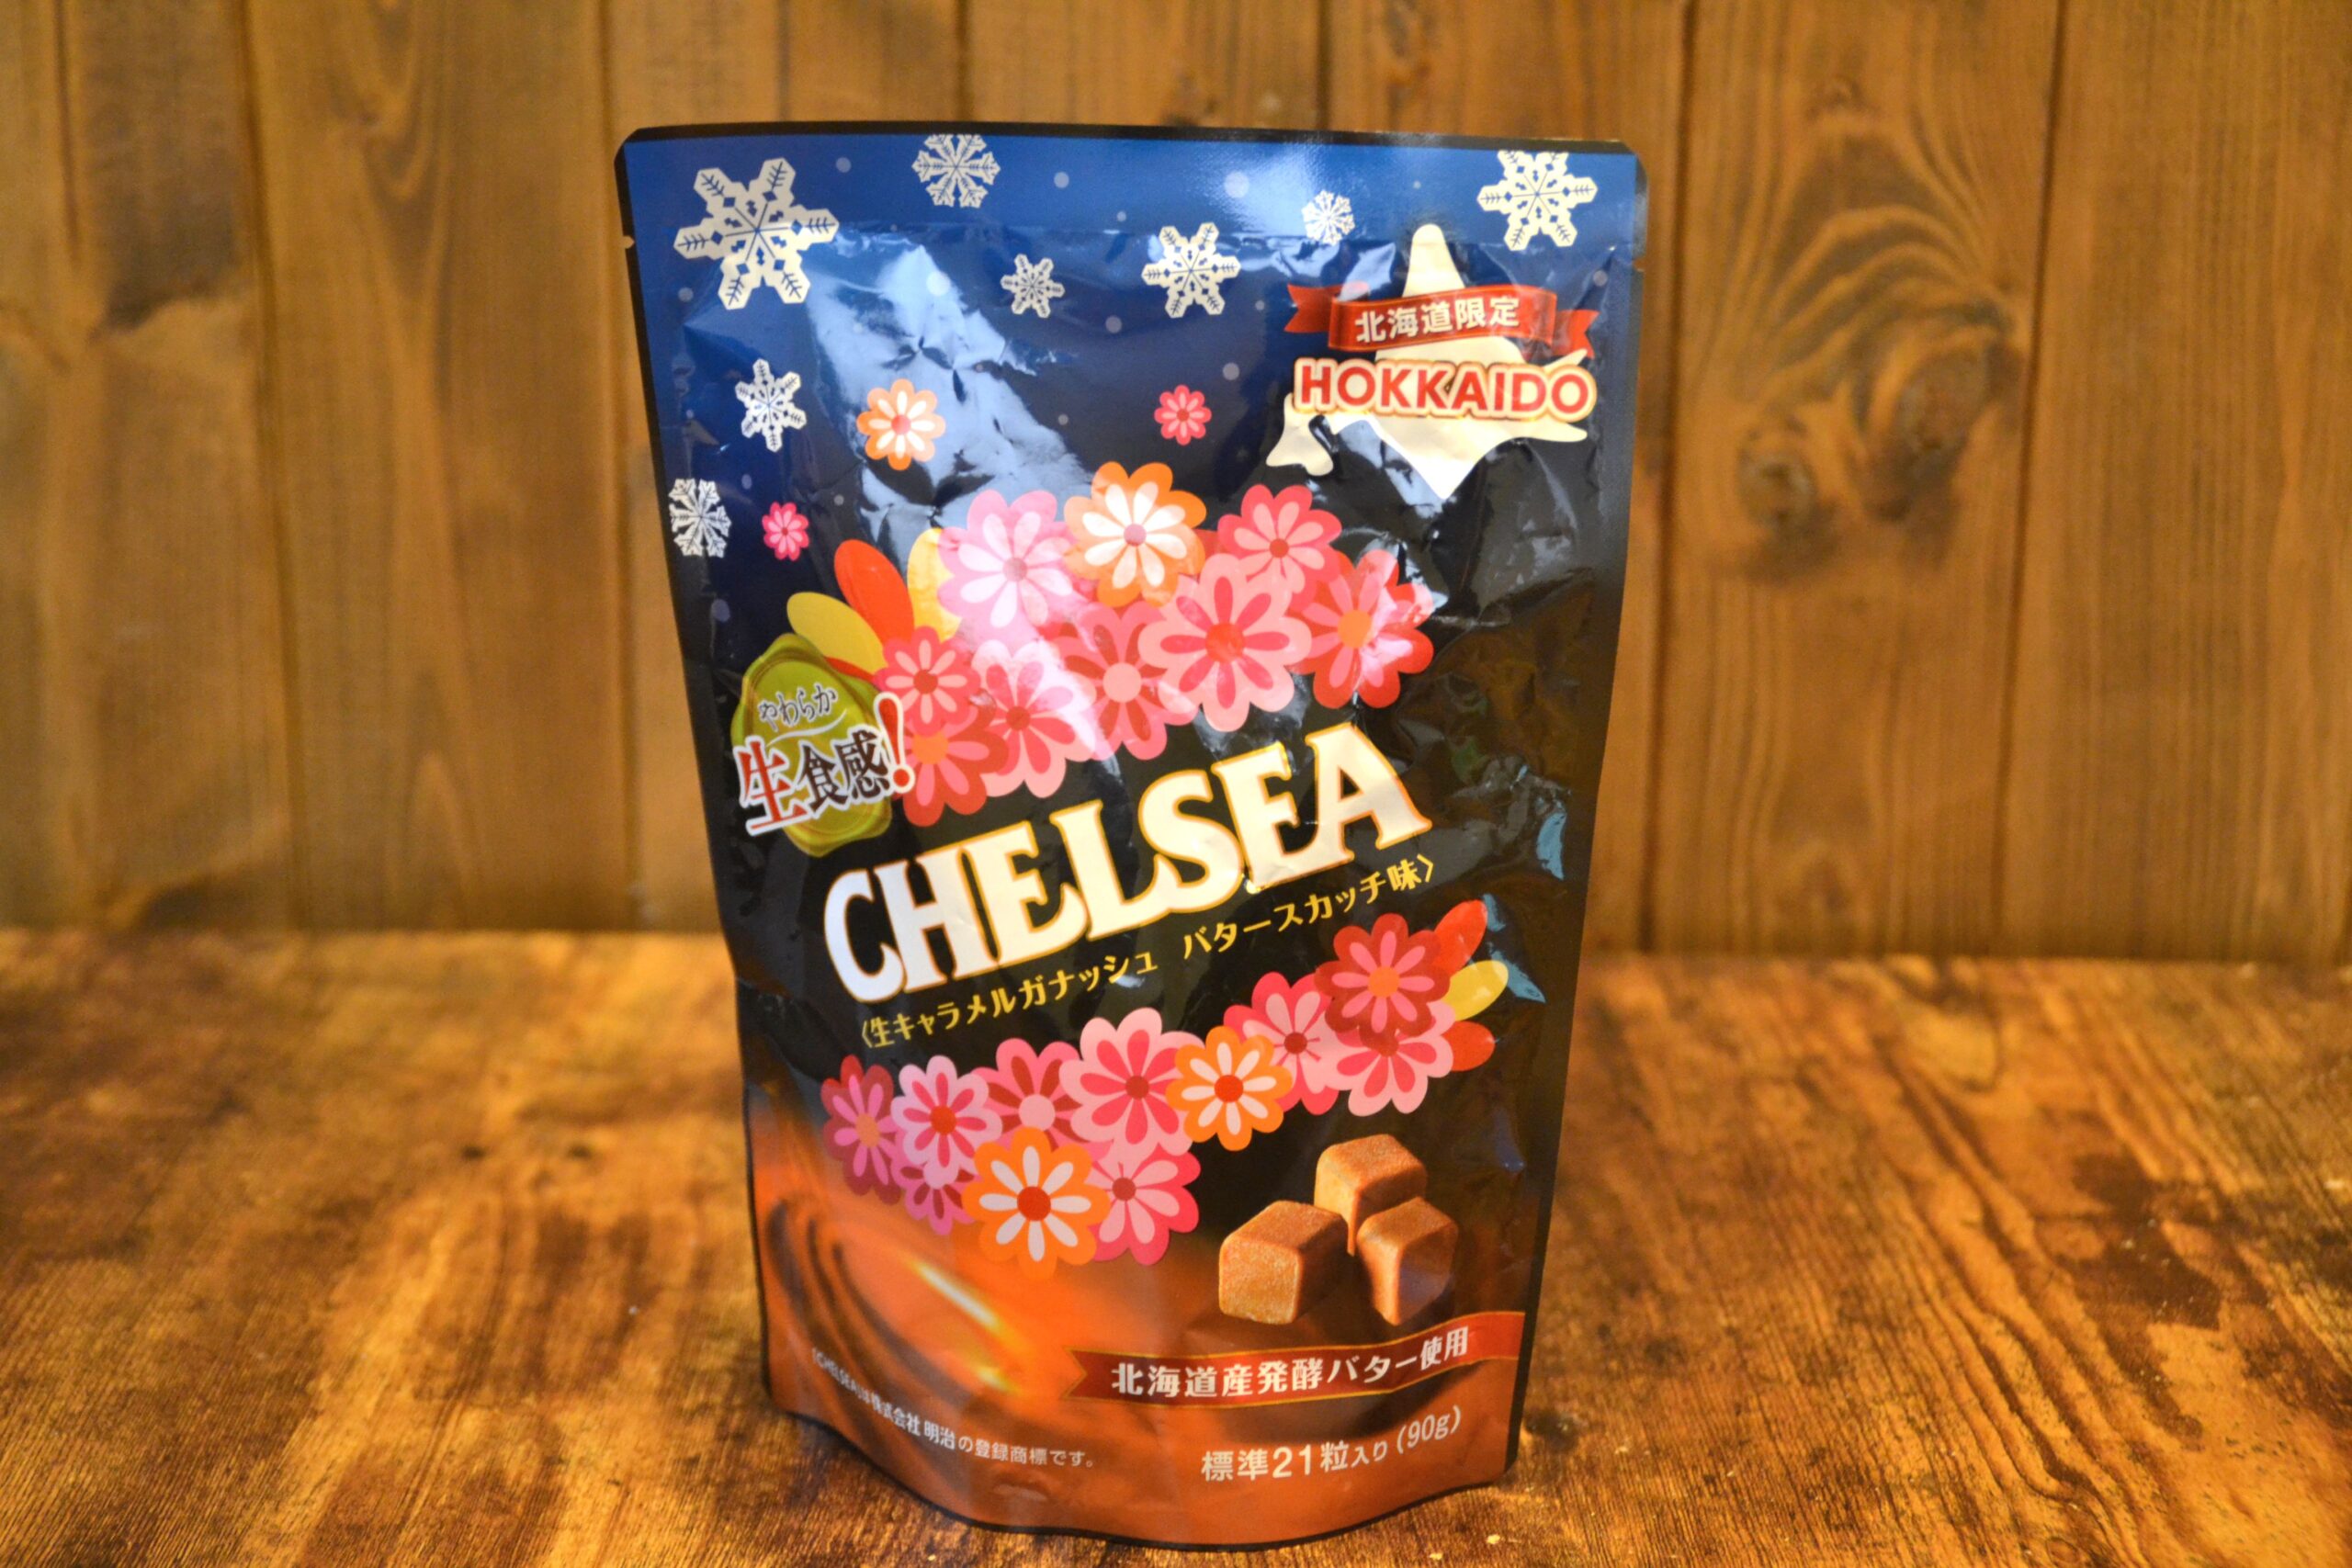 北海道限定
HOKKAIDO
やわらか
生食感!
CHELSEA
〈生キャラメルガナッシュ バタースカッチ味〉
北海道産発酵バター使用
「CHELSEA」は株式会社 明治の登録商標です。
標準21粒入り(90g)